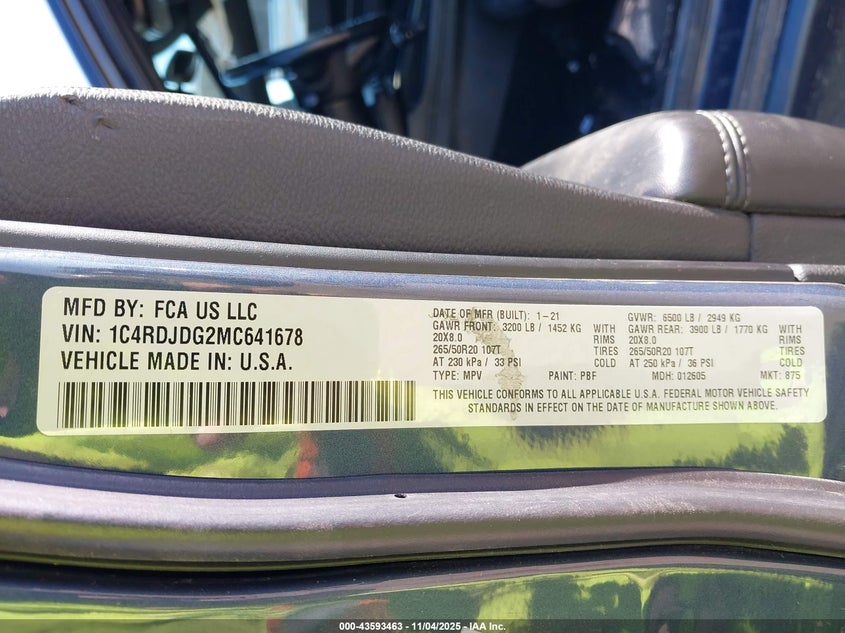 MFD BY: FCA US LLC
VIN: 1C4RDJDG2MC641678
VEHICLE MADE IN: U.S.A.
DATE OF MFR (BUILT): 1-21 GVWR: 6500 LB / 2949 KG
GAWR FRONT: 3200 LB / 1452 KG WITH GAWR REAR: 3900 LB / 1770 KG WITH
20X8.0 RIMS 20X8.0 RIMS
265/50R20 107T TIRES 265/50R20 107T TIRES
AT 230 kPa / 33 PSI COLD AT 250 kPa / 36 PSI COLD
TYPE: MPV PAINT: PBF MDH: 012605 MKT: 875
THIS VEHICLE CONFORMS TO ALL APPLICABLE U.S.A. FEDERAL MOTOR VEHICLE SAFETY
STANDARDS IN EFFECT ON THE DATE OF MANUFACTURE SHOWN ABOVE.
000-43593463 - 11/04/2025 - IAA Inc.